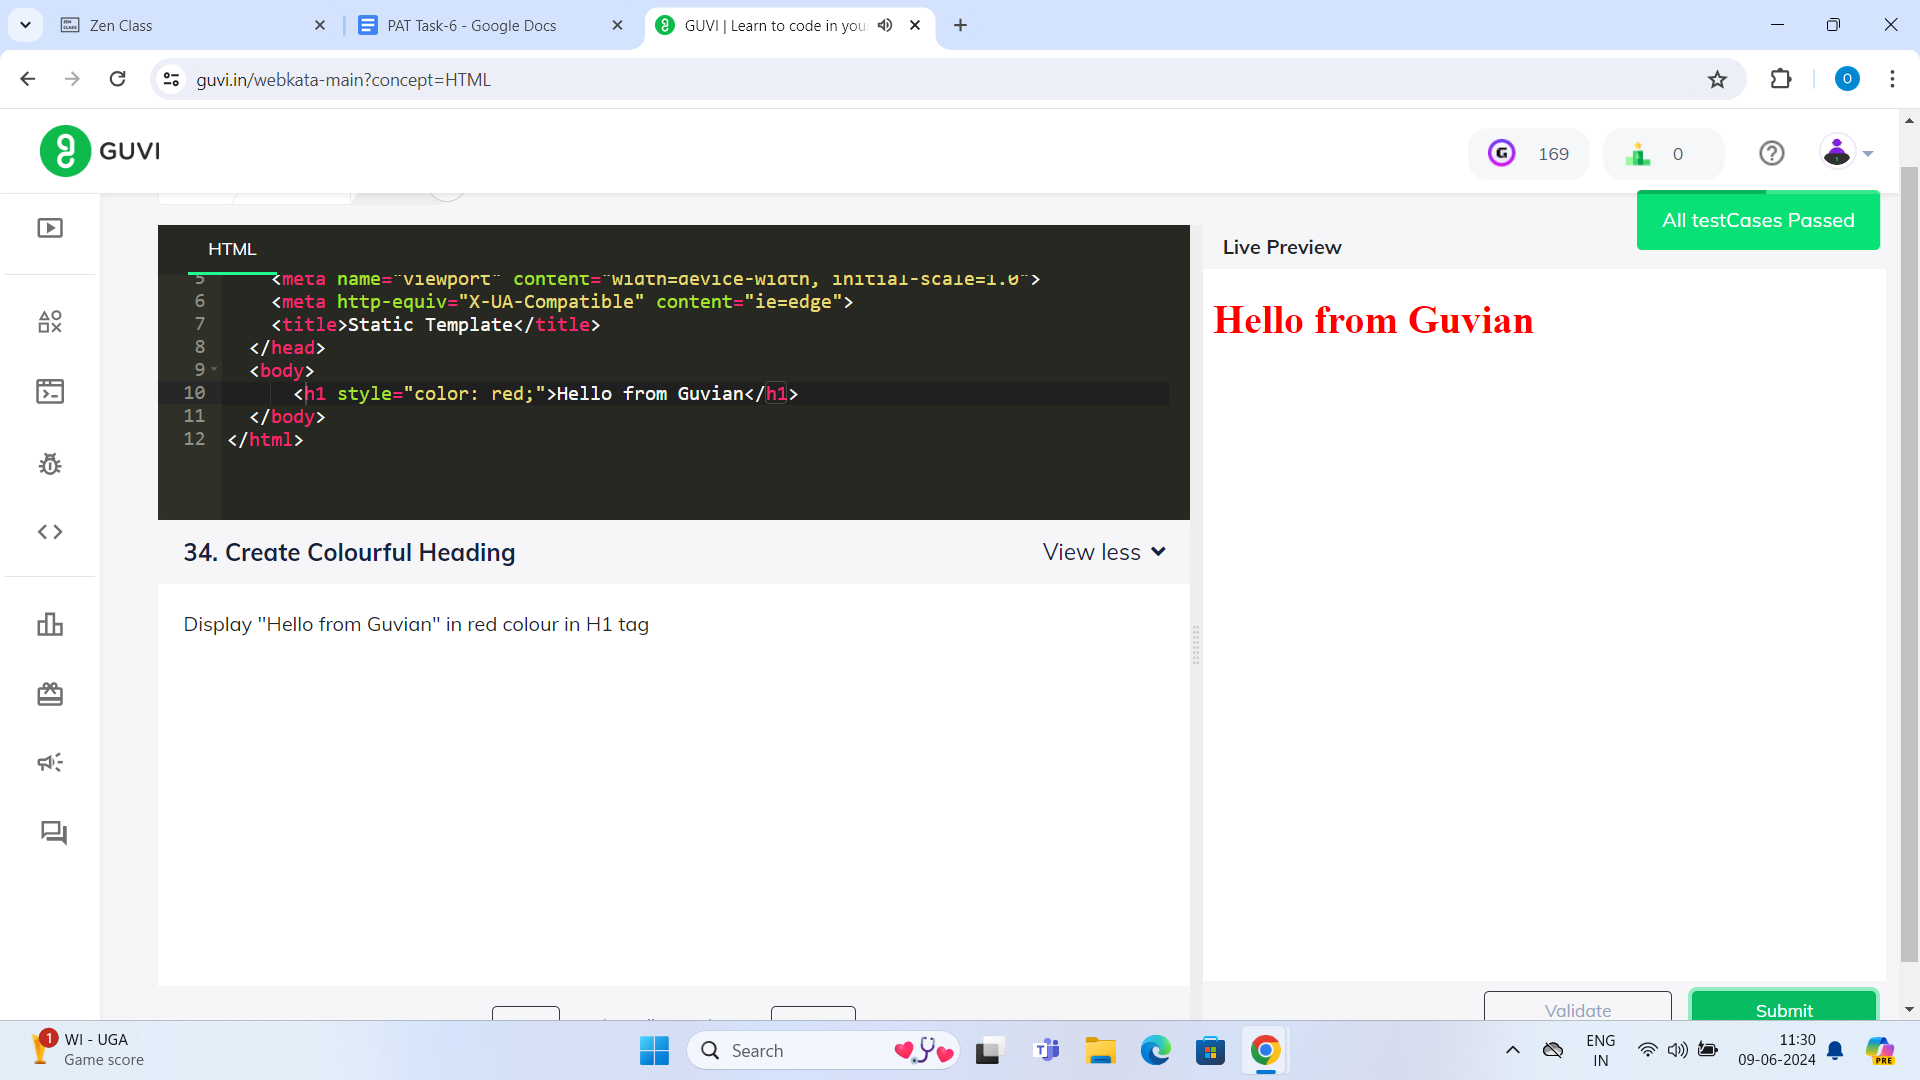 Zen Class
PAT Task-6 - Google Docs
GUVI | Learn to code in you
guvi.in/webkata-main?concept=HTML
O
GUVI
G
169
0
All testCases Passed
HTML
Live Preview
5 <meta name="viewport" content="width=device-width, initial-scale=1.0">
6 <meta http-equiv="X-UA-Compatible" content="ie=edge">
7 <title>Static Template</title>
8 </head>
9 <body>
10 <h1 style="color: red;">Hello from Guvian</h1>
11 </body>
12 </html>
Hello from Guvian
34. Create Colourful Heading
View less
Display "Hello from Guvian" in red colour in H1 tag
Validate
Submit
1
WI - UGA
Game score
Search
ENG
IN
11:30
09-06-2024
PRE